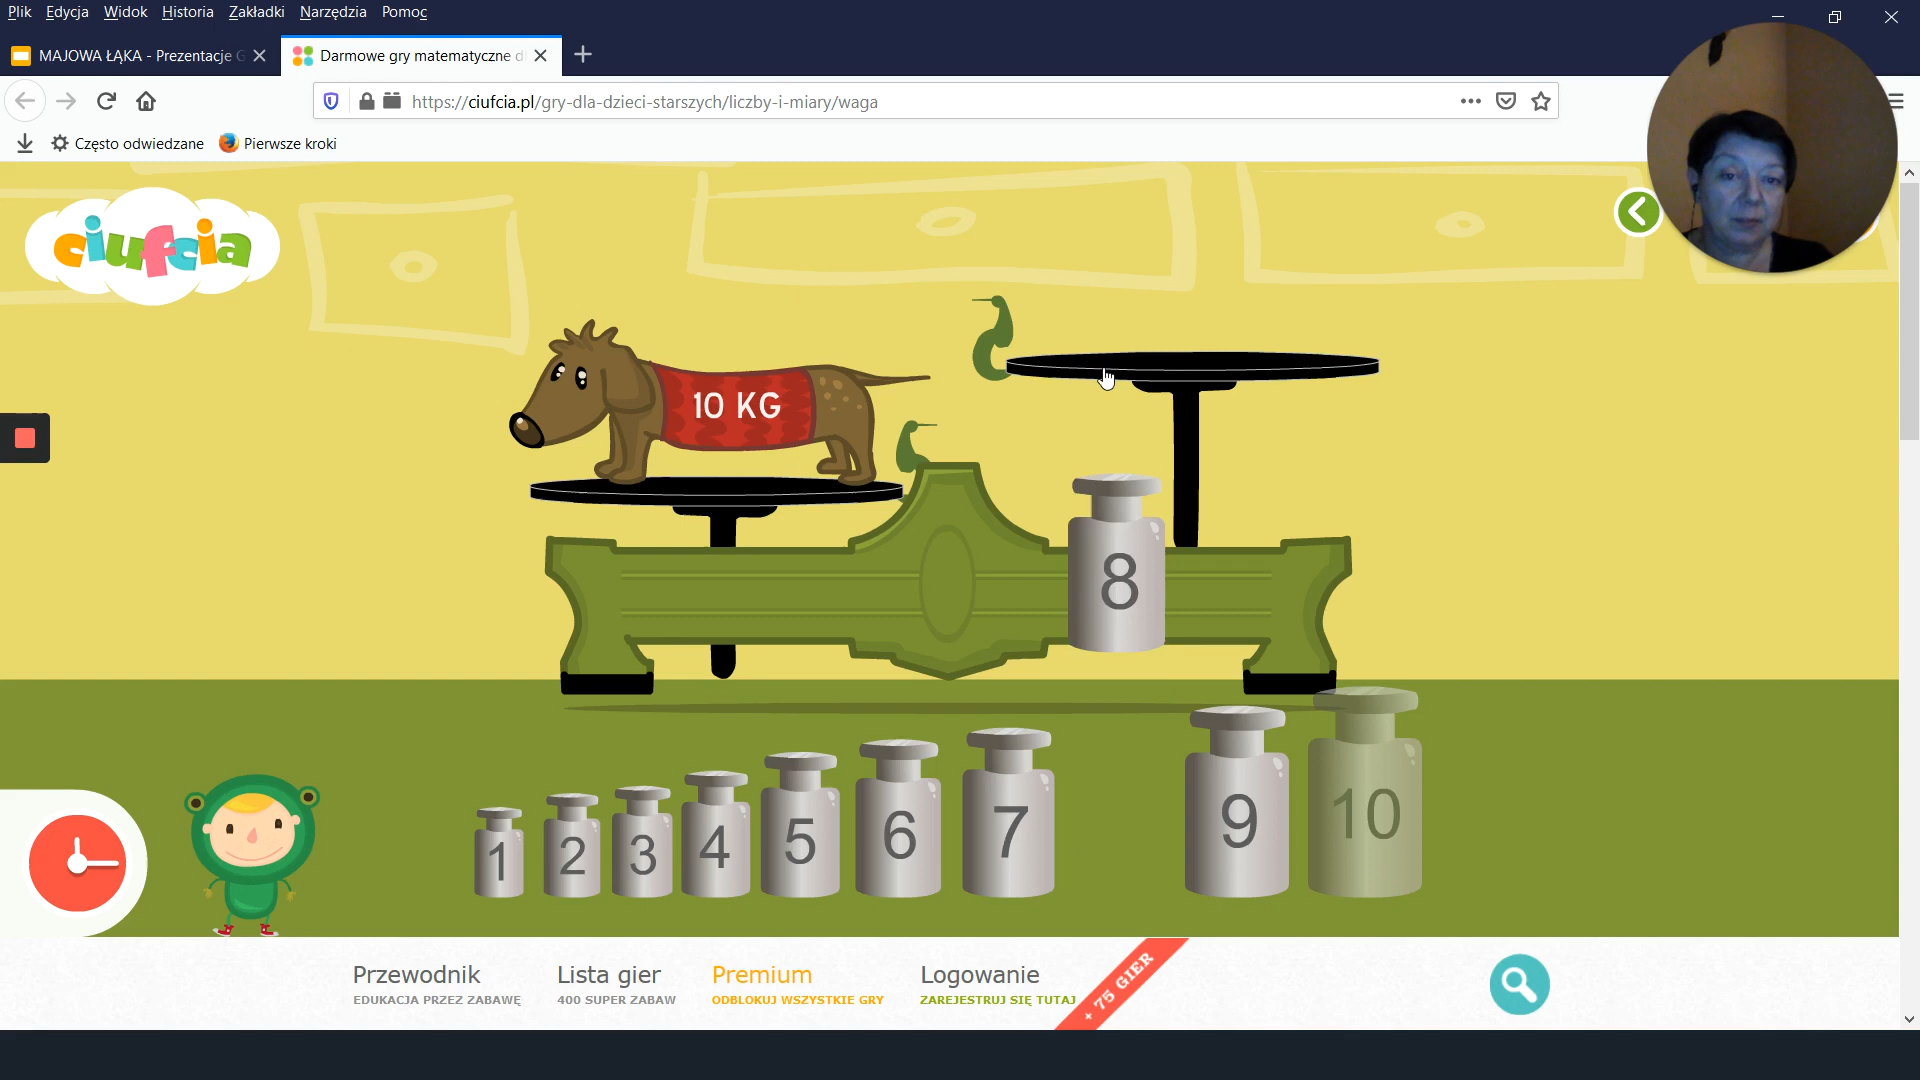 Plik Edycja Widok Historia Zakładki Narzędzia Pomoc
MAJOWA ŁĄKA - Prezentacje G
Darmowe gry matematyczne d
https://ciufcia.pl/gry-dla-dzieci-starszych/liczby-i-miary/waga
Często odwiedzane Pierwsze kroki
ciufcia
10 KG
8
1 2 3 4 5 6 7 9 10
Przewodnik Lista gier Premium Logowanie
EDUKACJA PRZEZ ZABAWĘ 400 SUPER ZABAW ODBLOKUJ WSZYSTKIE GRY ZAREJESTRUJ SIĘ TUTAJ
+ 75 GIER